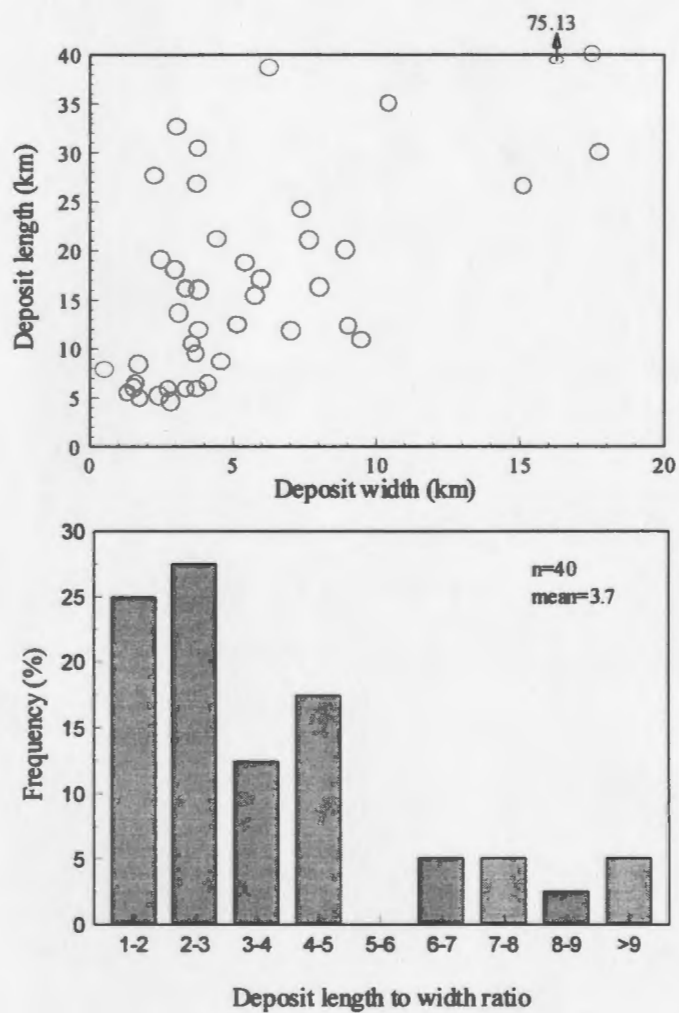 75.13
40
35
30
25
20
15
10
5
0
Deposit length (km)
0 5 10 15 20
Deposit width (km)
30
25
20
15
10
5
0
Frequency (%)
n=40
mean=3.7
1-2 2-3 3-4 4-5 5-6 6-7 7-8 8-9 >9
Deposit length to width ratio